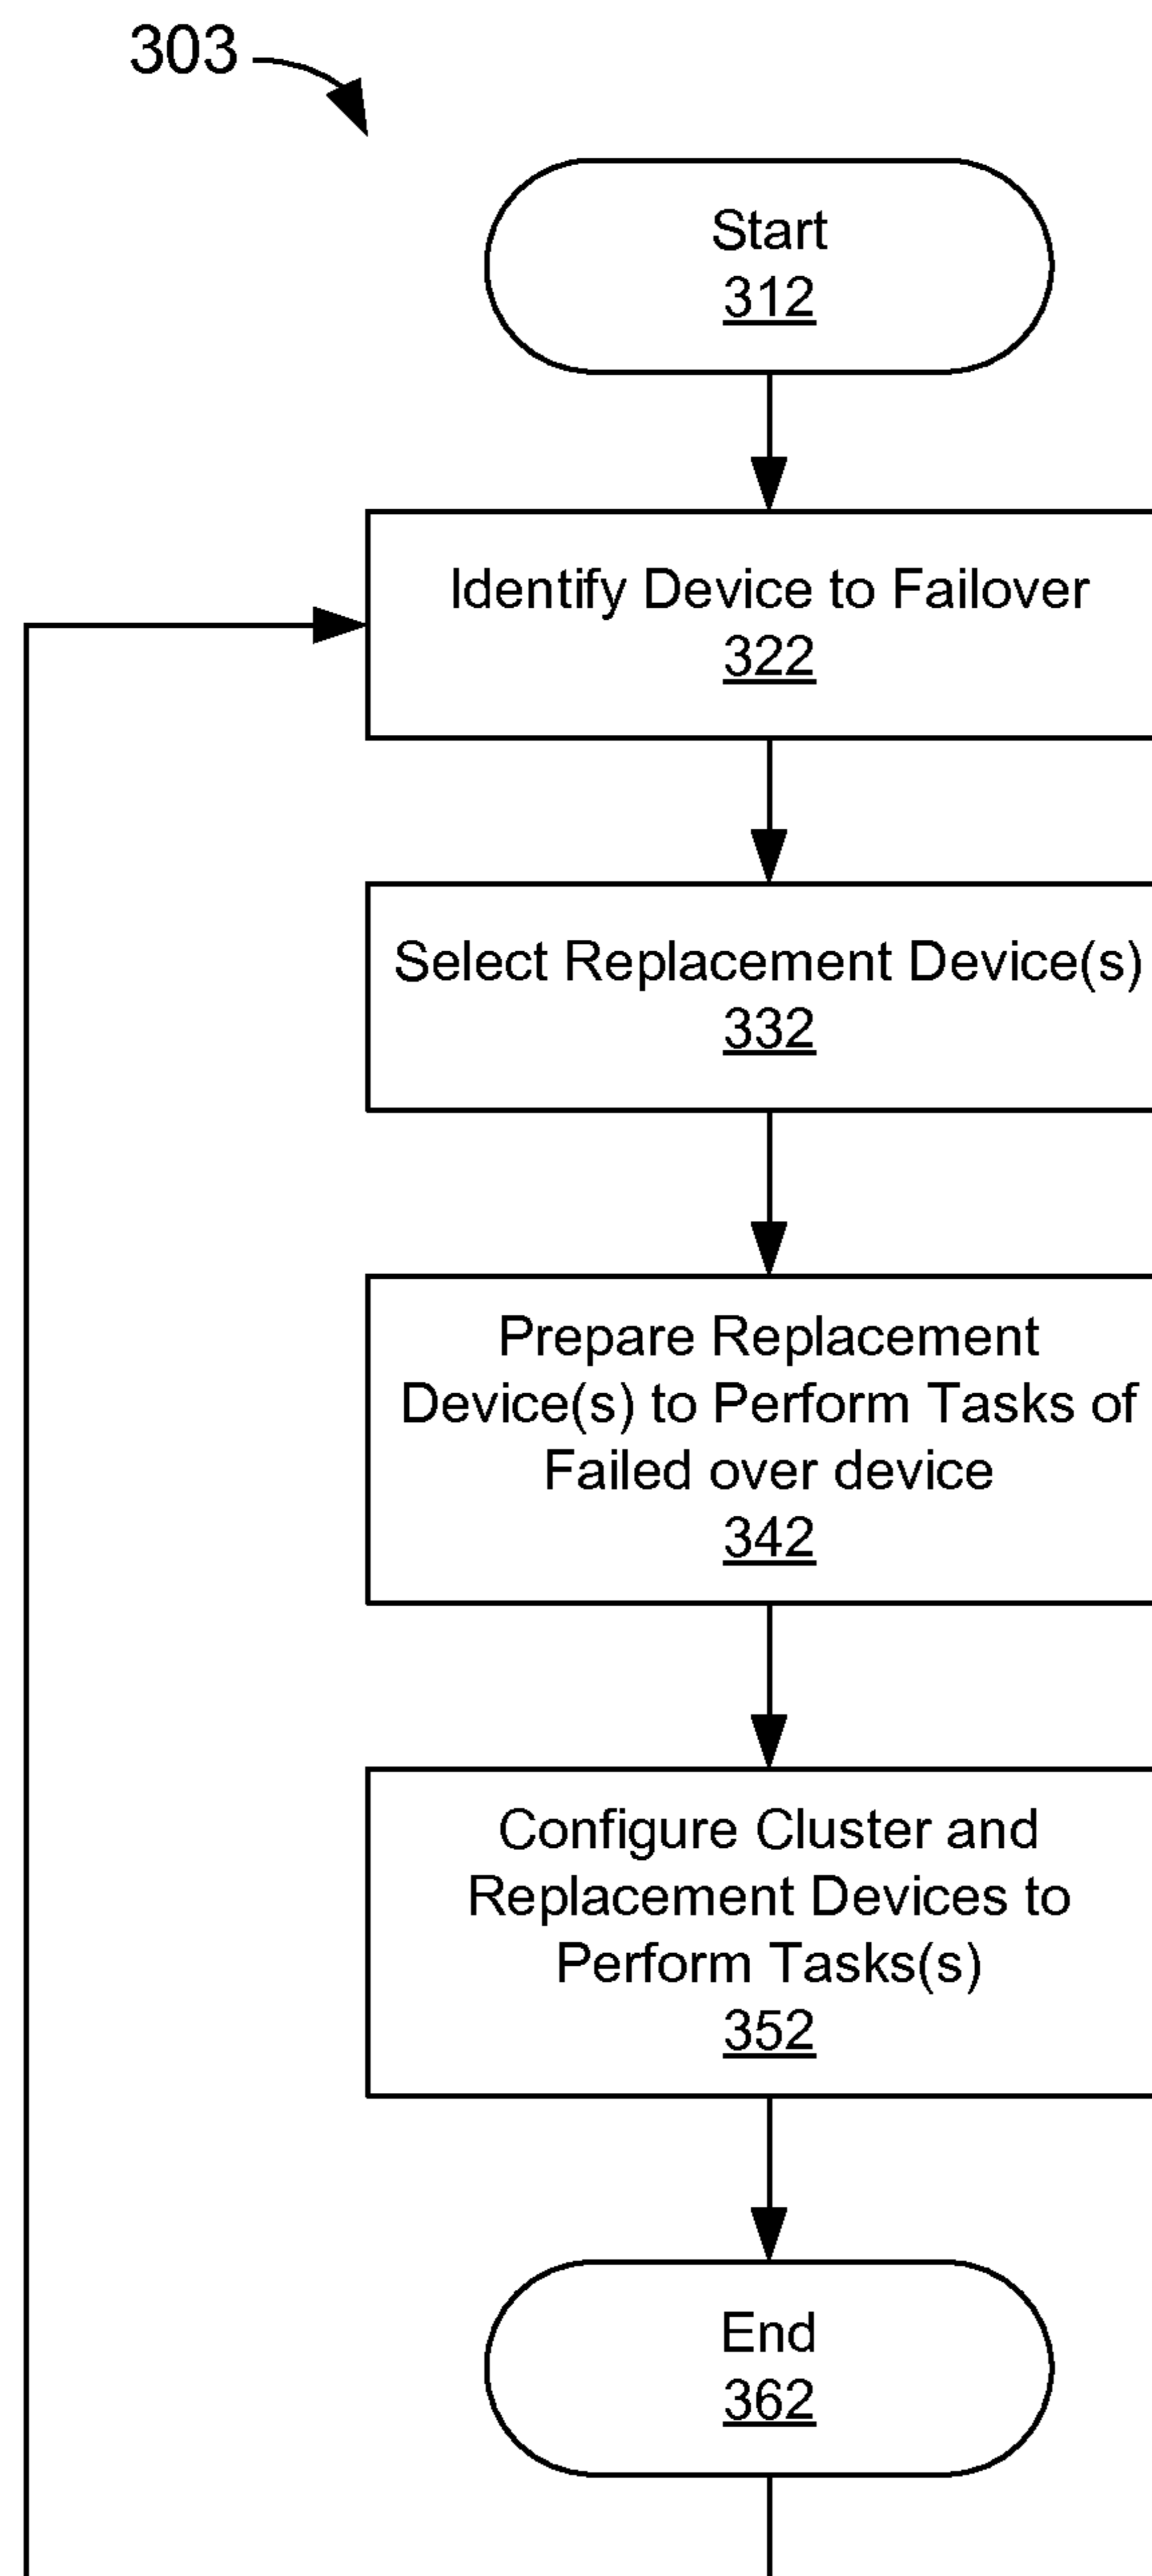 303
Start
312
Identify Device to Failover
322
Select Replacement Device(s)
332
Prepare Replacement
Device(s) to Perform Tasks of
Failed over device
342
Configure Cluster and
Replacement Devices to
Perform Tasks(s)
352
End
362